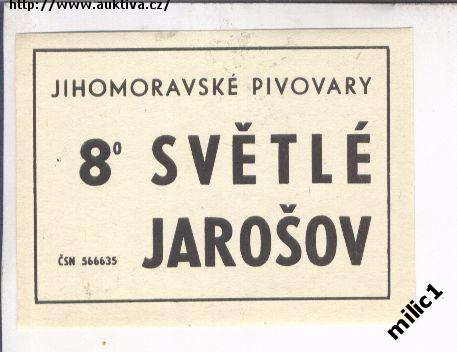 http://www.auktiva.cz/
JIHOMORAVSKÉ PIVOVARY
8° SVĚTLÉ
ČSN 566635 JAROŠOV
milic1